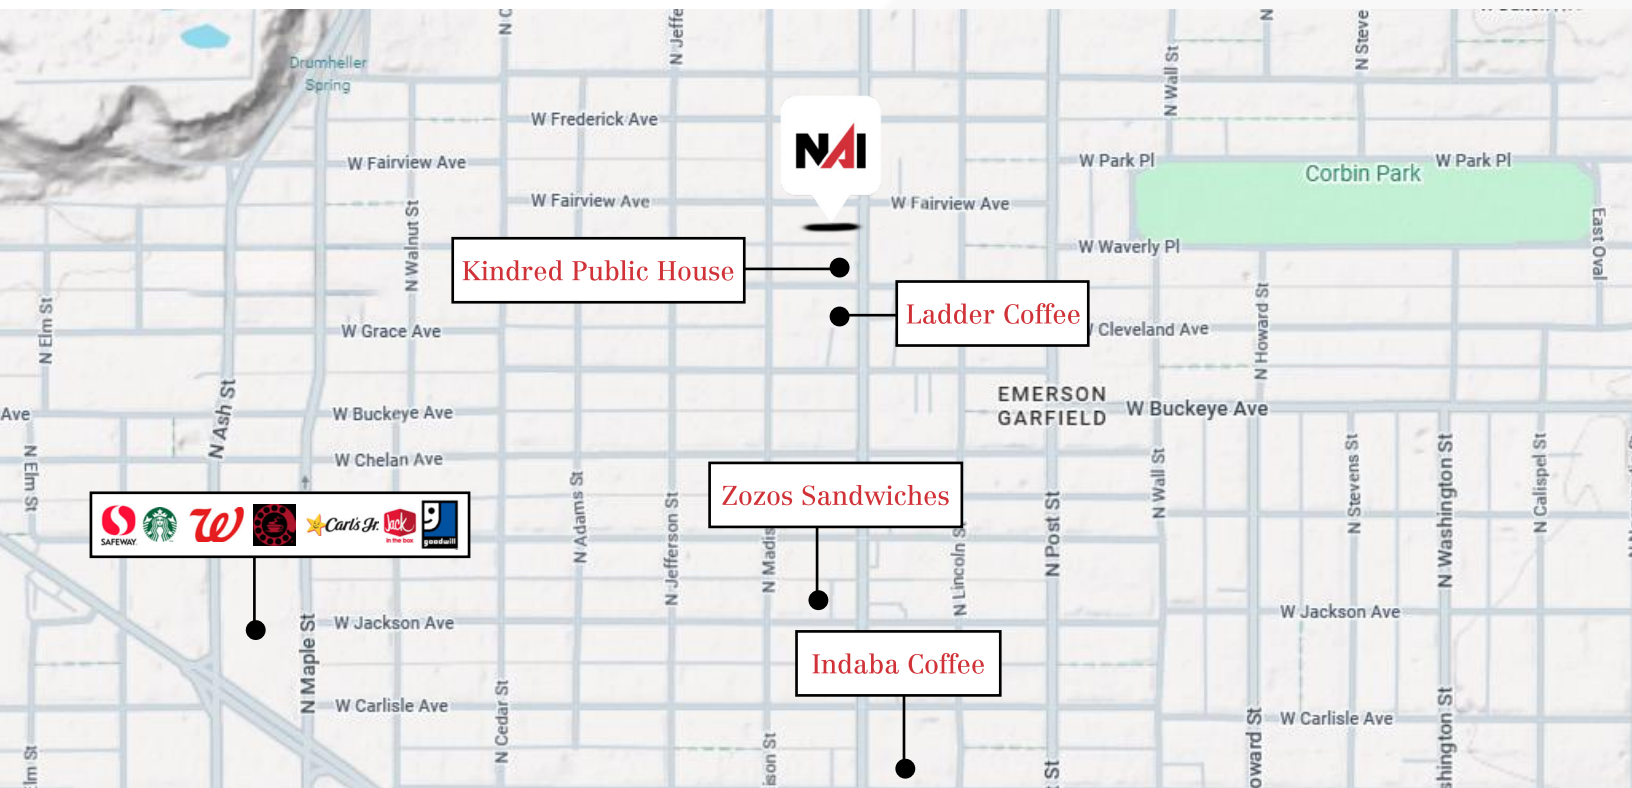 N C
N Jeffe
N Steve
N Wall St
Drumheller
Spring
W Frederick Ave
NAI
W Fairview Ave
W Park Pl
W Park Pl
Corbin Park
W Fairview Ave
W Fairview Ave
N Walnut St
East Oval
W Waverly Pl
Kindred Public House
Ladder Coffee
N Elm St
W Grace Ave
Cleveland Ave
N Howard St
N Ash St
EMERSON
GARFIELD
W Buckeye Ave
Ave
W Buckeye Ave
W Chelan Ave
N Elm St
N Adams St
N Jefferson St
Zozos Sandwiches
N Post St
N Wall St
N Stevens St
N Washington St
N Calispel St
SAFEWAY
W
Carl's Jr.
Jack
in the box
g
goodwill
N Madis
N Lincoln S
W Jackson Ave
W Jackson Ave
N Maple St
Indaba Coffee
N Cedar St
W Carlisle Ave
W Carlisle Ave
lm St
ison St
St
oward St
shington St